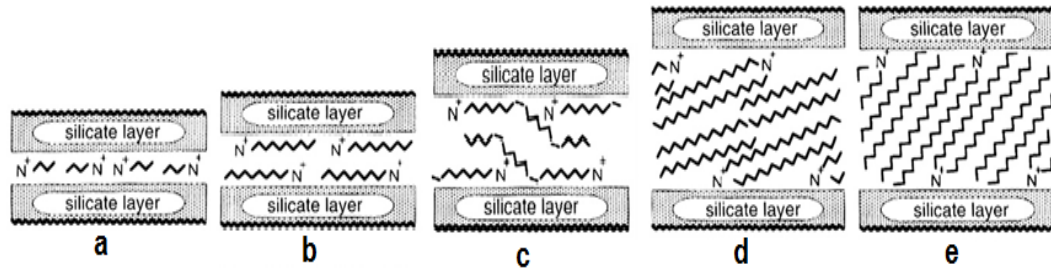 silicate layer
N⁺ N⁺ N⁺ N⁺
silicate layer
a
silicate layer
N⁺ N⁺
N⁺ N⁺
silicate layer
b
silicate layer
N⁺ N⁺
N⁺ N⁺
silicate layer
c
silicate layer
N⁺ N⁺
N⁺ N⁺
silicate layer
d
silicate layer
N⁺ N⁺
N⁺ N⁺
silicate layer
e